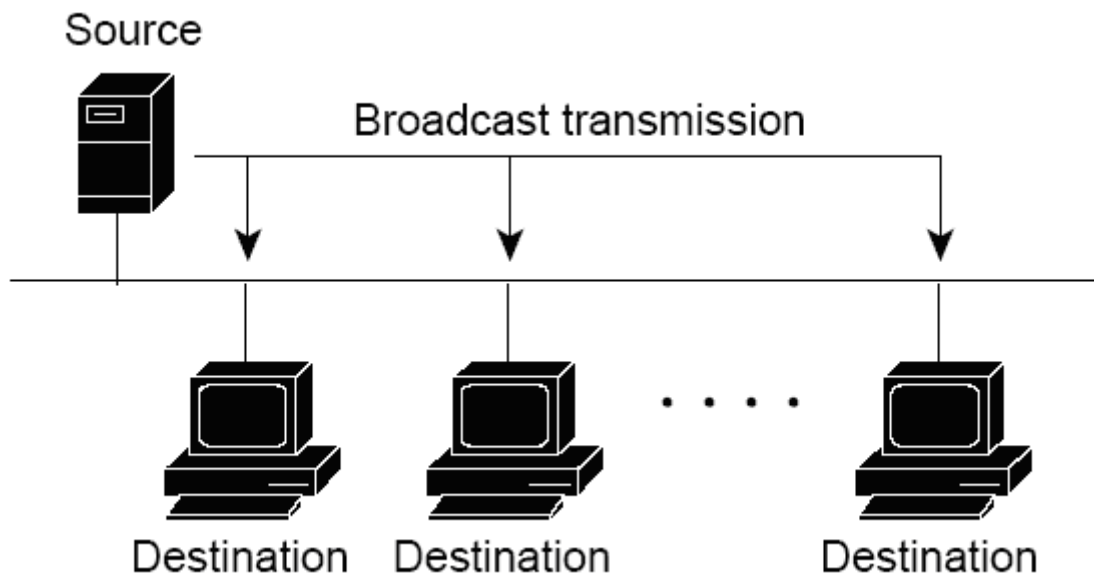 Source
Broadcast transmission
Destination
Destination
Destination